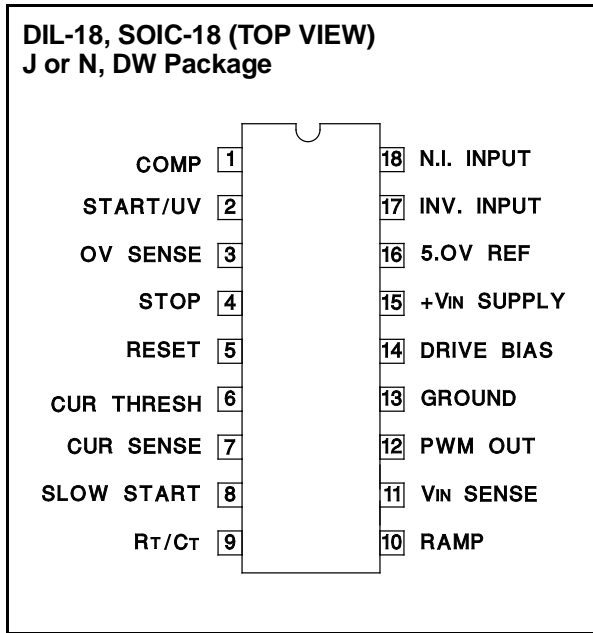 DIL-18, SOIC-18 (TOP VIEW)
J or N, DW Package
COMP 1 18 N.I. INPUT
START/UV 2 17 INV. INPUT
OV SENSE 3 16 5.0V REF
STOP 4 15 +VIN SUPPLY
RESET 5 14 DRIVE BIAS
CUR THRESH 6 13 GROUND
CUR SENSE 7 12 PWM OUT
SLOW START 8 11 VIN SENSE
RT/CT 9 10 RAMP